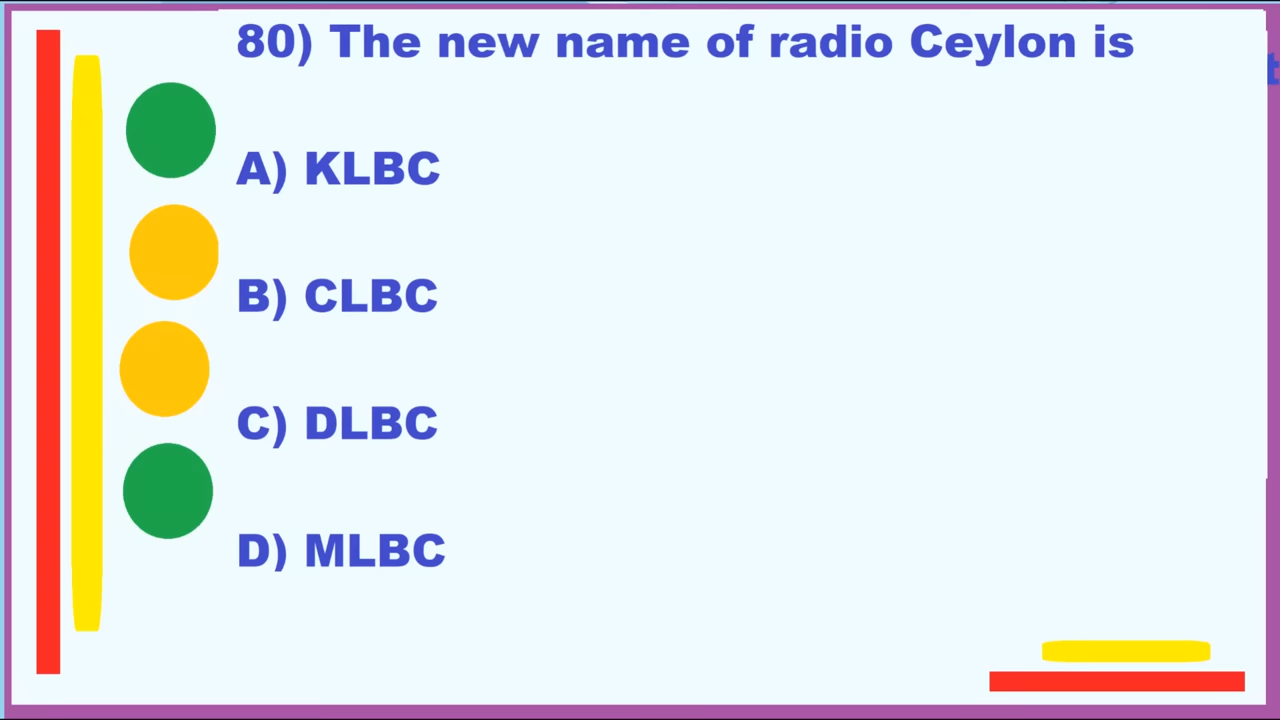 80) The new name of radio Ceylon is
A) KLBC
B) CLBC
C) DLBC
D) MLBC